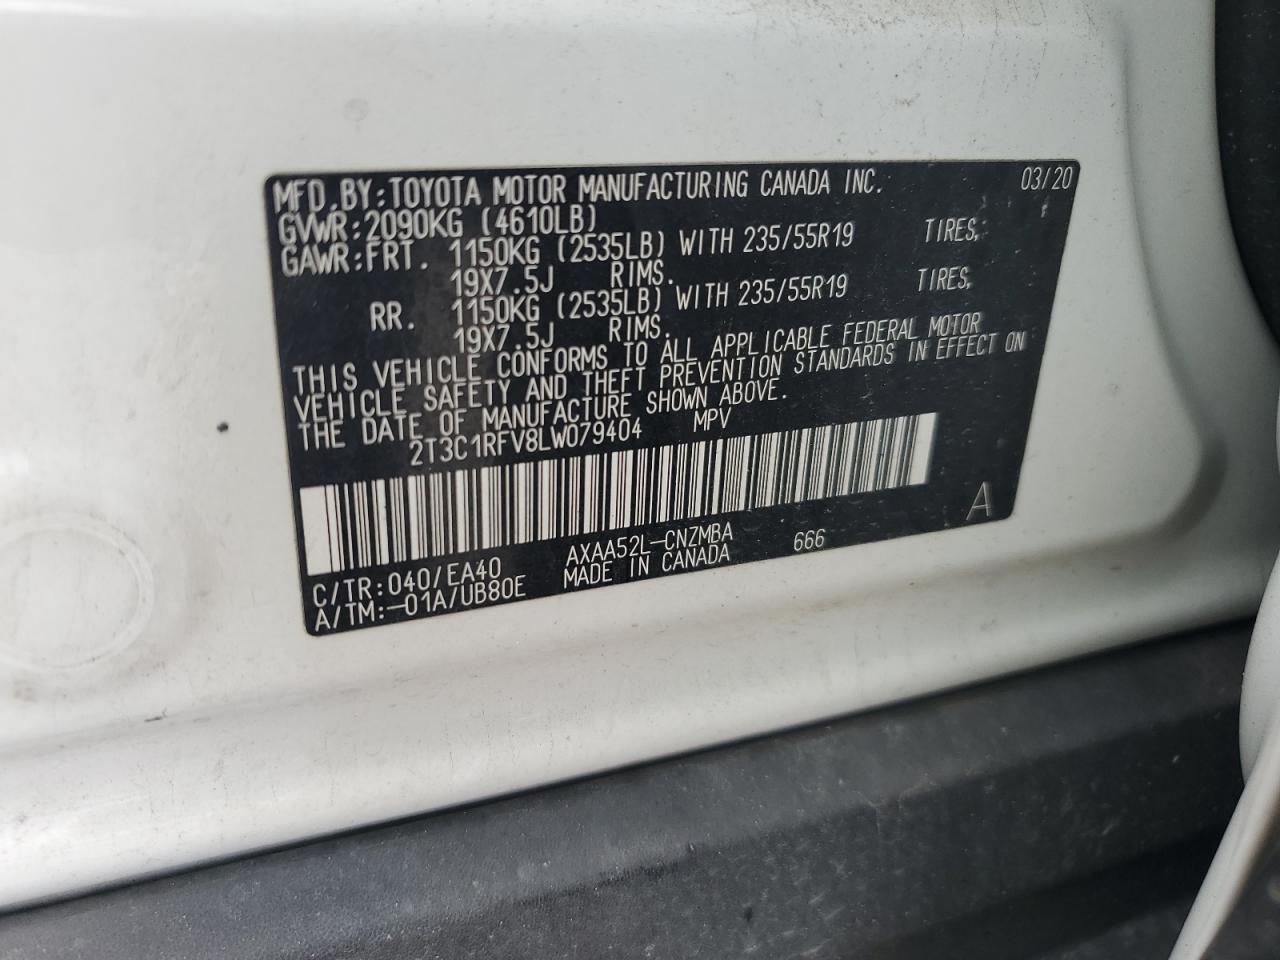 MFD.BY:TOYOTA MOTOR MANUFACTURING CANADA INC. 03/20
GVWR:2090KG (4610LB)
GAWR:FRT. 1150KG (2535LB) WITH 235/55R19 TIRES,
19X7.5J RIMS.
RR. 1150KG (2535LB) WITH 235/55R19 TIRES,
19X7.5J RIMS.
THIS VEHICLE CONFORMS TO ALL APPLICABLE FEDERAL MOTOR
VEHICLE SAFETY AND THEFT PREVENTION STANDARDS IN EFFECT ON
THE DATE OF MANUFACTURE SHOWN ABOVE.
2T3C1RFV8LW079404 MPV
A
C/TR:040/EA40 AXAA52L-CNZMBA 666
A/TM:-01A/UB80E MADE IN CANADA